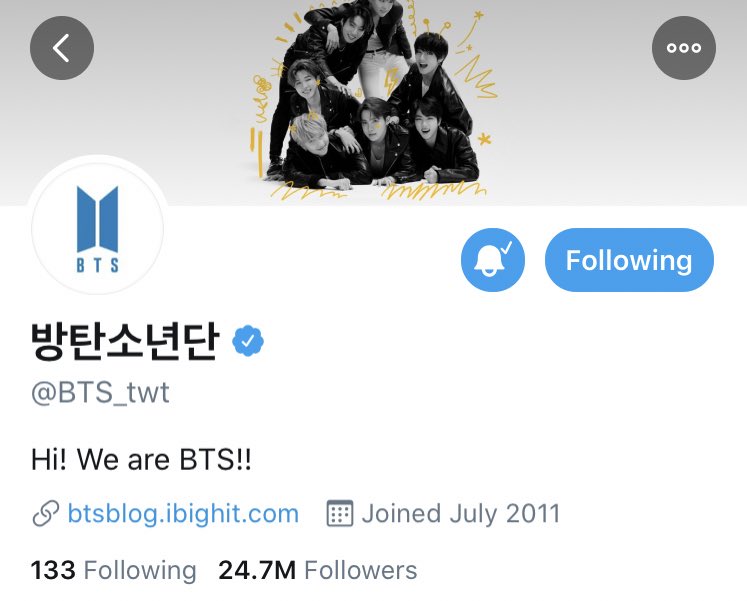 BTS
Following
방탄소년단
@BTS_twt
Hi! We are BTS!!
btsblog.ibighit.com Joined July 2011
133 Following 24.7M Followers